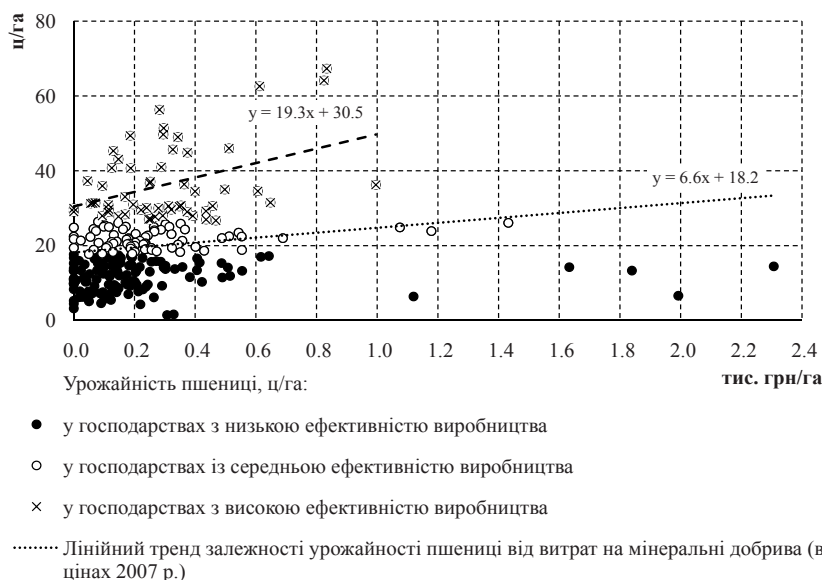 ц/га
80
60
40
20
0
y = 19.3x + 30.5
y = 6.6x + 18.2
0.0 0.2 0.4 0.6 0.8 1.0 1.2 1.4 1.6 1.8 2.0 2.2 2.4
тис. грн/га
Урожайність пшениці, ц/га:
у господарствах з низькою ефективністю виробництва
у господарствах із середньою ефективністю виробництва
у господарствах з високою ефективністю виробництва
Лінійний тренд залежності урожайності пшениці від витрат на мінеральні добрива (в
цінах 2007 р.)